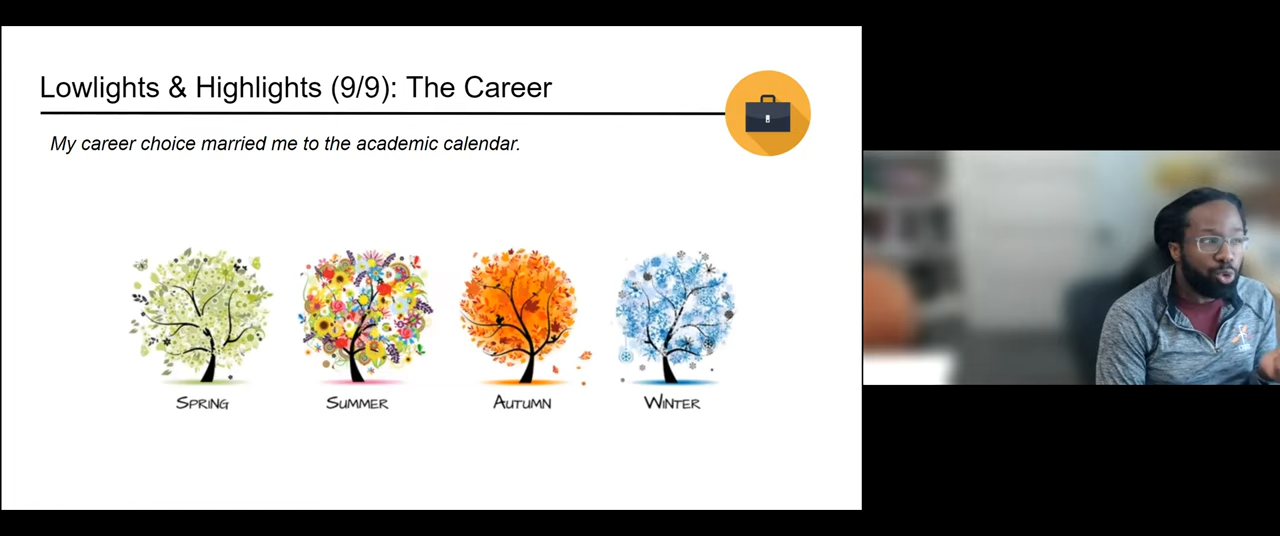 Lowlights & Highlights (9/9): The Career
My career choice married me to the academic calendar.
SPRING
SUMMER
AUTUMN
WINTER